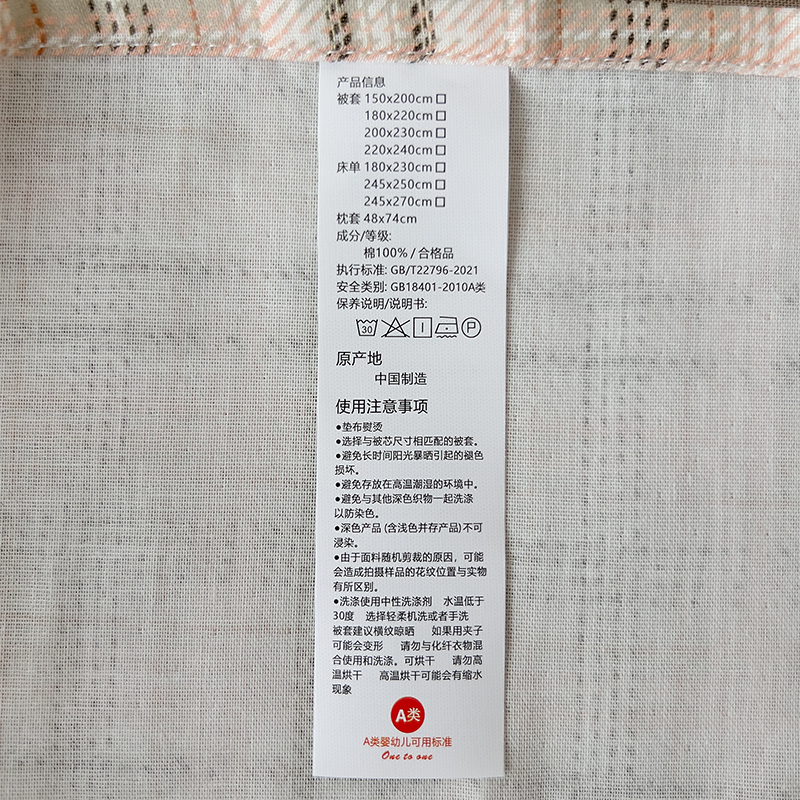 产品信息
被套 150x200cm□
180x220cm□
200x230cm□
220x240cm□
床单 180x230cm□
245x250cm□
245x270cm□
枕套 48x74cm
成分/等级:
棉100% / 合格品
执行标准: GB/T22796-2021
安全类别: GB18401-2010A类
保养说明/说明书:
30 P
原产地
中国制造
使用注意事项
●垫布熨烫
●选择与被芯尺寸相匹配的被套。
●避免长时间阳光暴晒引起的褪色
损坏。
●避免存放在高温潮湿的环境中。
●避免与其他深色织物一起洗涤
以防染色。
●深色产品 (含浅色并存产品) 不可
浸染。
●由于面料随机剪裁的原因，可能
会造成拍摄样品的花纹位置与实物
有所区别。
●洗涤使用中性洗涤剂 水温低于
30度 选择轻柔机洗或者手洗
被套建议横纹晾晒 如果用夹子
可能会变形 请勿与化纤衣物混
合使用和洗涤。可烘干 请勿高
温烘干 高温烘干可能会有缩水
现象
A类
A类婴幼儿可用标准
One to one